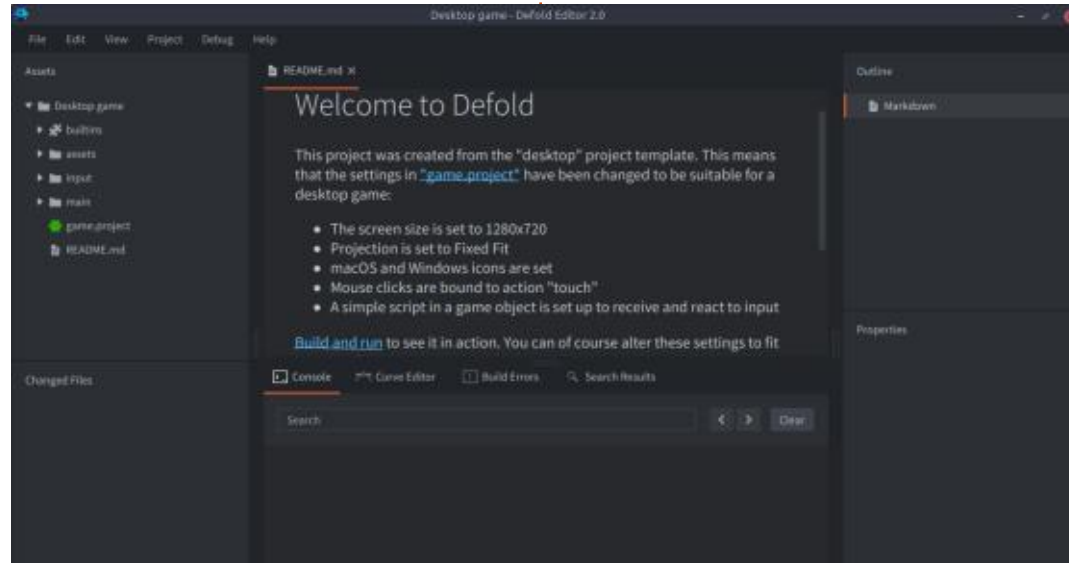 Desktop game - Defold Editor 2.0
File Edit View Project Debug Help
Assets
Desktop game
builtins
assets
input
main
game.project
README.md
Changed Files
README.md
Welcome to Defold
This project was created from the "desktop" project template. This means
that the settings in "game.project" have been changed to be suitable for a
desktop game:
The screen size is set to 1280x720
Projection is set to Fixed Fit
macOS and Windows icons are set
Mouse clicks are bound to action "touch"
A simple script in a game object is set up to receive and react to input
Build and run to see it in action. You can of course alter these settings to fit
Console Curve Editor Build Errors Search Results
Search Clear
Outline
Markdown
Properties